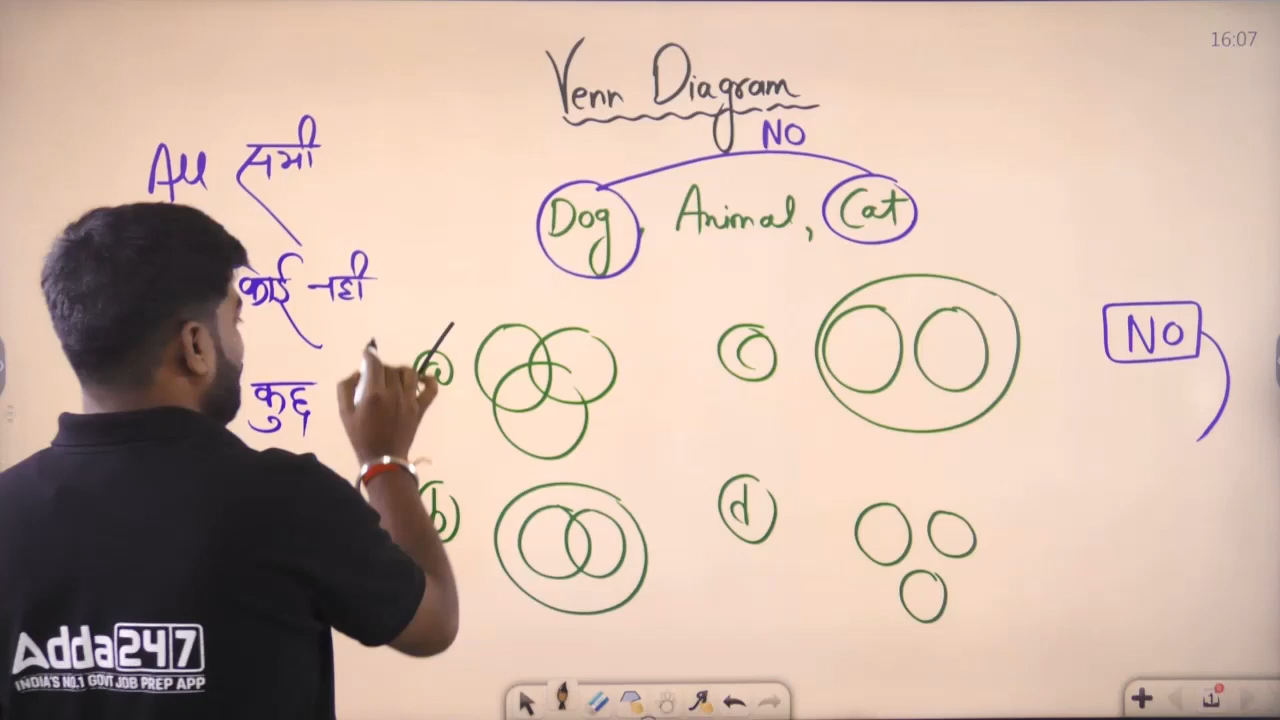 16:07
Venn Diagram
NO
All सभी
Dog, Animal, Cat
कोई नही
NO
a
c
कुछ
b
d
Adda247
INDIA'S NO.1 GOVT JOB PREP APP
1